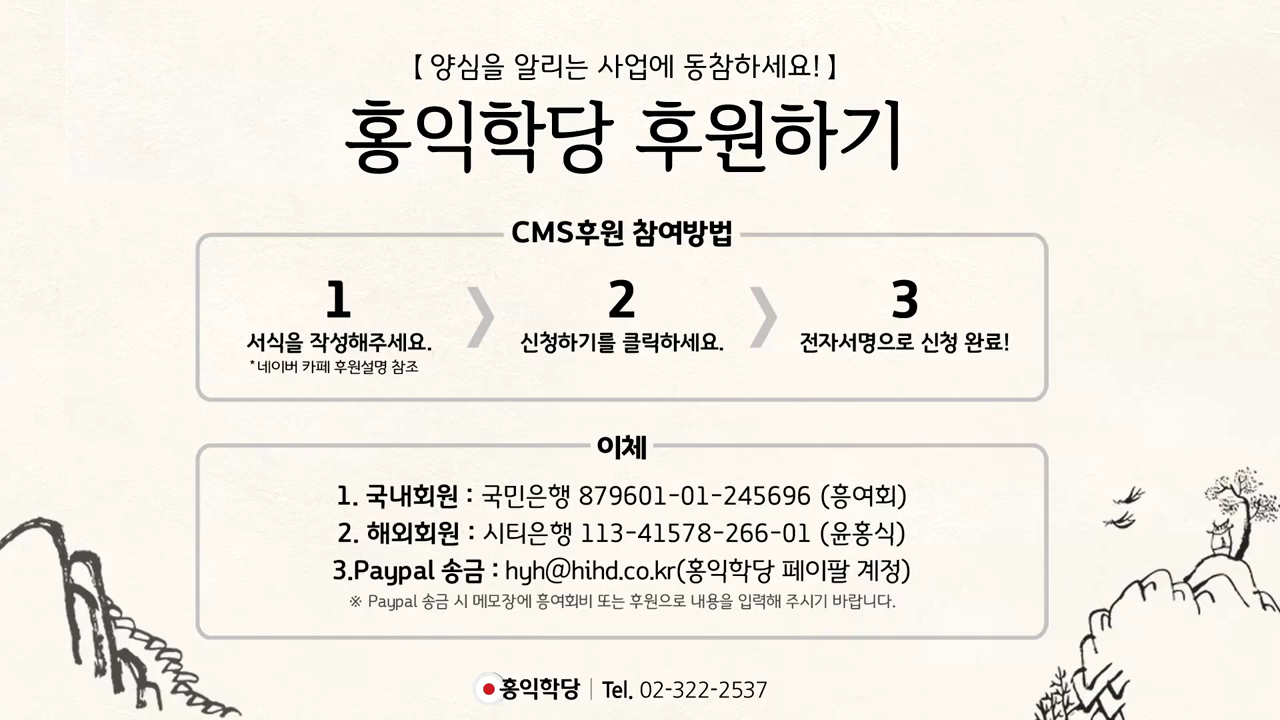 【 양심을 알리는 사업에 동참하세요! 】
홍익학당 후원하기
CMS후원 참여방법
1
서식을 작성해주세요.
*네이버 카페 후원설명 참조
2
신청하기를 클릭하세요.
3
전자서명으로 신청 완료!
이체
1. 국내회원 : 국민은행 879601-01-245696 (흥여회)
2. 해외회원 : 시티은행 113-41578-266-01 (윤홍식)
3.Paypal 송금 : hyh@hihd.co.kr(홍익학당 페이팔 계정)
※ Paypal 송금 시 메모장에 흥여회비 또는 후원으로 내용을 입력해 주시기 바랍니다.
홍익학당 | Tel. 02-322-2537